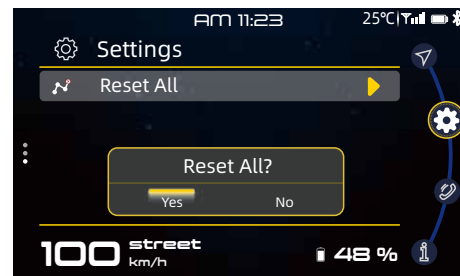 AM 11:23 25℃
Settings
Reset All
Reset All?
Yes No
100 street
km/h
48 %